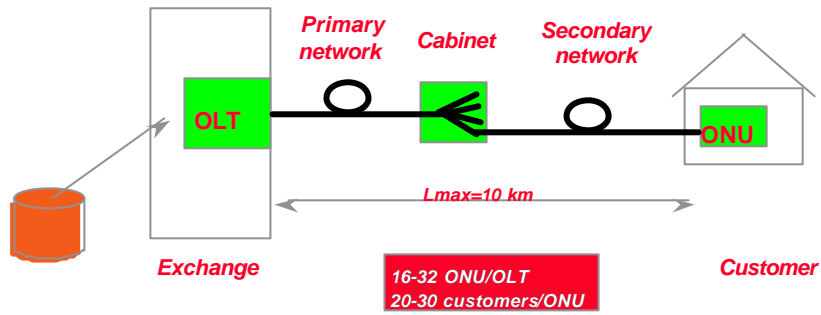 Primary
network
Cabinet
Secondary
network
OLT
ONU
Lmax=10 km
Exchange
16-32 ONU/OLT
20-30 customers/ONU
Customer